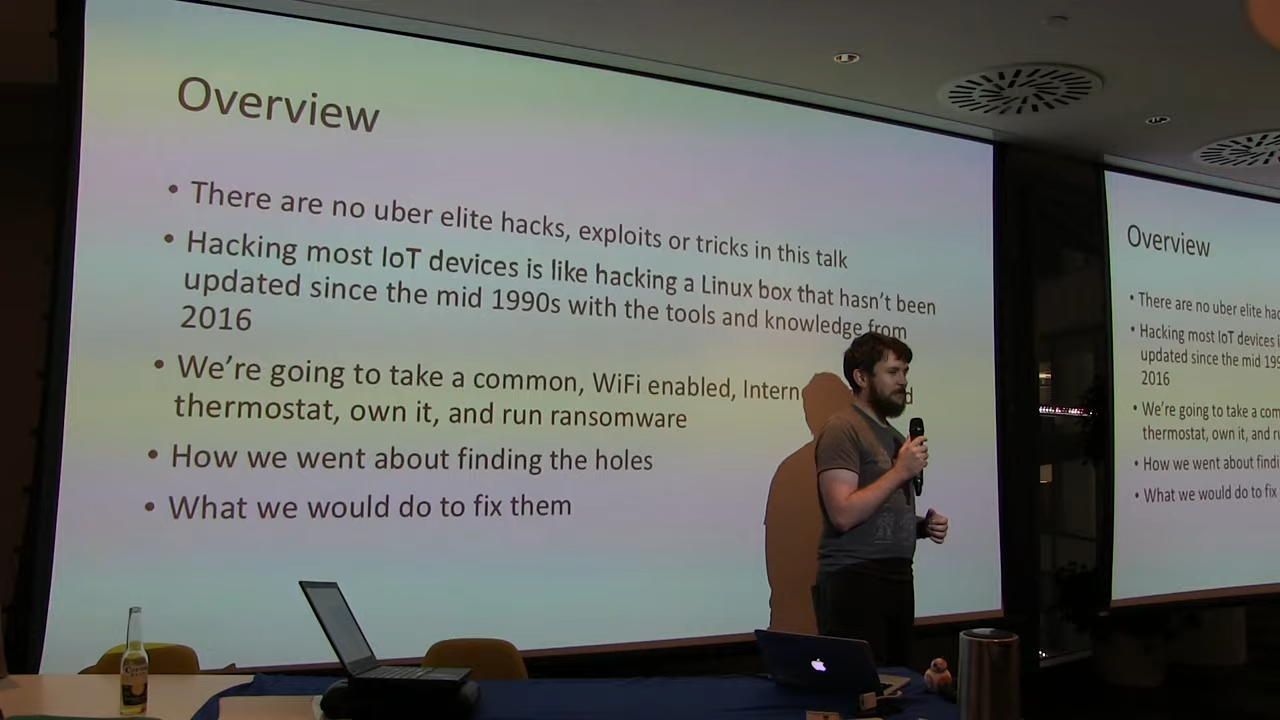 Overview
• There are no uber elite hacks, exploits or tricks in this talk
• Hacking most IoT devices is like hacking a Linux box that hasn't been
updated since the mid 1990s with the tools and knowledge from
2016
• We're going to take a common, WiFi enabled,
thermostat, own it, and run ransomware
• How we went about finding the holes
• What we would do to fix them
Overview
• There are no uber elite
• Hacking most IoT devices
updated since the mid
2016
• We're going to take a
thermostat, own it, and
• How we went about
• What we would do to fix